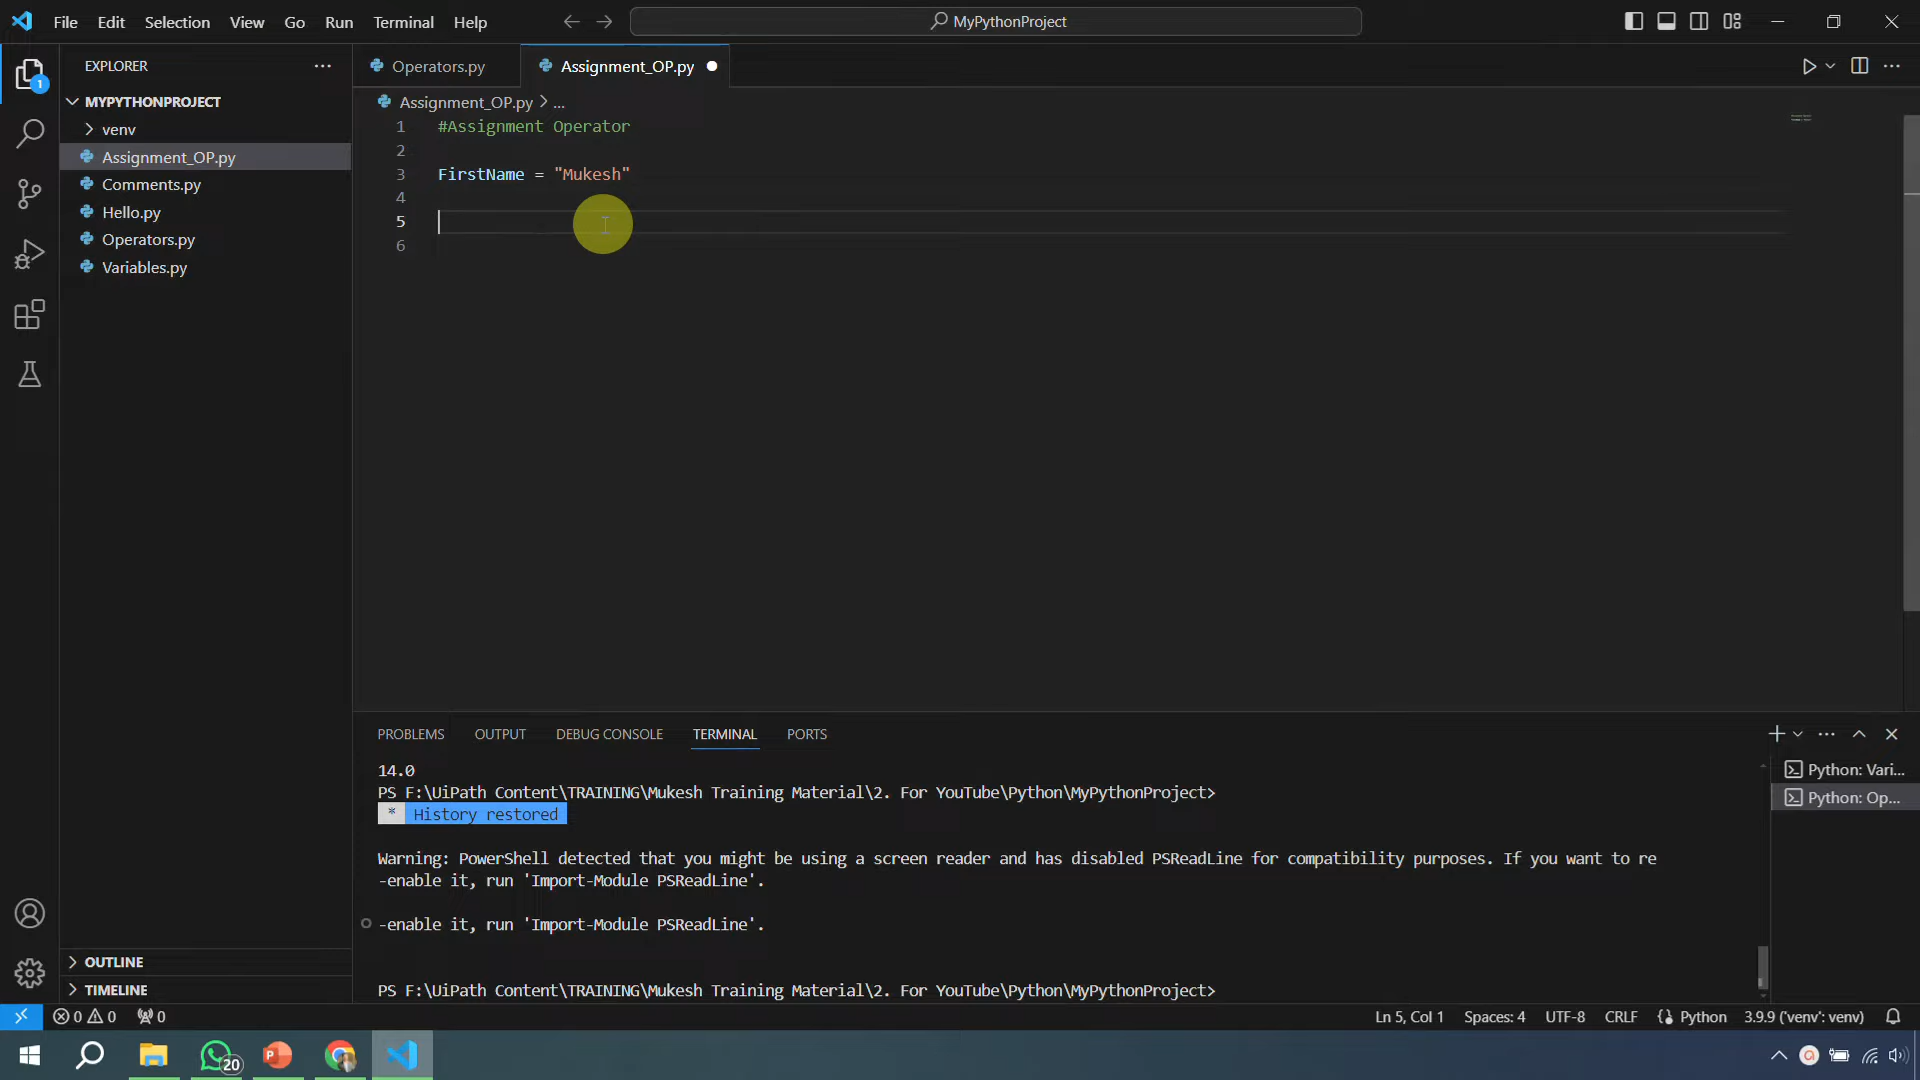 File Edit Selection View Go Run Terminal Help
MyPythonProject
EXPLORER
MYPYTHONPROJECT
venv
Assignment_OP.py
Comments.py
Hello.py
Operators.py
Variables.py
OUTLINE
TIMELINE
1
Operators.py
Assignment_OP.py
Assignment_OP.py > ...
1 #Assignment Operator
2
3 FirstName = "Mukesh"
4
5
6
PROBLEMS OUTPUT DEBUG CONSOLE TERMINAL PORTS
14.0
PS F:\UiPath Content\TRAINING\Mukesh Training Material\2. For YouTube\Python\MyPythonProject>
* History restored
Warning: PowerShell detected that you might be using a screen reader and has disabled PSReadLine for compatibility purposes. If you want to re
-enable it, run 'Import-Module PSReadLine'.
-enable it, run 'Import-Module PSReadLine'.
PS F:\UiPath Content\TRAINING\Mukesh Training Material\2. For YouTube\Python\MyPythonProject>
Python: Vari...
Python: Op...
0 0 0
Ln 5, Col 1 Spaces: 4 UTF-8 CRLF Python 3.9.9 ('venv': venv)
20